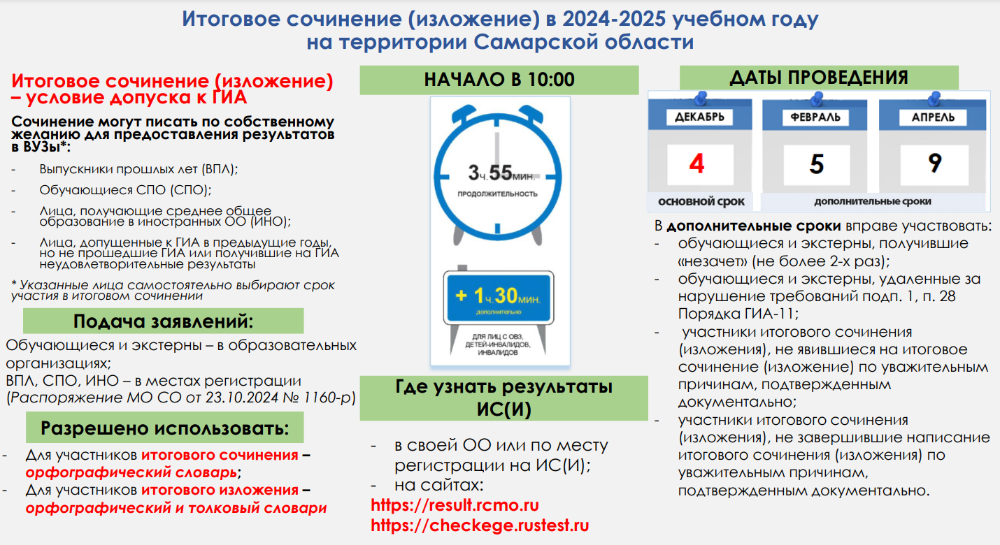 Итоговое сочинение (изложение) в 2024-2025 учебном году
на территории Самарской области
Итоговое сочинение (изложение)
– условие допуска к ГИА
Сочинение могут писать по собственному
желанию для предоставления результатов
в ВУЗы*:
- Выпускники прошлых лет (ВПЛ);
- Обучающиеся СПО (СПО);
- Лица, получающие среднее общее
образование в иностранных ОО (ИНО);
- Лица, допущенные к ГИА в предыдущие годы,
но не прошедшие ГИА или получившие на ГИА
неудовлетворительные результаты
* Указанные лица самостоятельно выбирают срок
участия в итоговом сочинении
Подача заявлений:
Обучающиеся и экстерны – в образовательных
организациях;
ВПЛ, СПО, ИНО – в местах регистрации
(Распоряжение МО СО от 23.10.2024 № 1160-р)
Разрешено использовать:
- Для участников итогового сочинения –
орфографический словарь;
- Для участников итогового изложения –
орфографический и толковый словари
НАЧАЛО В 10:00
3ч.55мин.
ПРОДОЛЖИТЕЛЬНОСТЬ
+ 1ч.30мин.
дополнительно
ДЛЯ ЛИЦ С ОВЗ,
ДЕТЕЙ-ИНВАЛИДОВ,
ИНВАЛИДОВ
Где узнать результаты
ИС(И)
- в своей ОО или по месту
регистрации на ИС(И);
- на сайтах:
https://result.rcmo.ru
https://checkege.rustest.ru
ДАТЫ ПРОВЕДЕНИЯ
ДЕКАБРЬ ФЕВРАЛЬ АПРЕЛЬ
4 5 9
основной срок дополнительные сроки
В дополнительные сроки вправе участвовать:
- обучающиеся и экстерны, получившие
«незачет» (не более 2-х раз);
- обучающиеся и экстерны, удаленные за
нарушение требований подп. 1, п. 28
Порядка ГИА-11;
- участники итогового сочинения
(изложения), не явившиеся на итоговое
сочинение (изложение) по уважительным
причинам, подтвержденным
документально;
- участники итогового сочинения
(изложения), не завершившие написание
итогового сочинения (изложения) по
уважительным причинам,
подтвержденным документально.